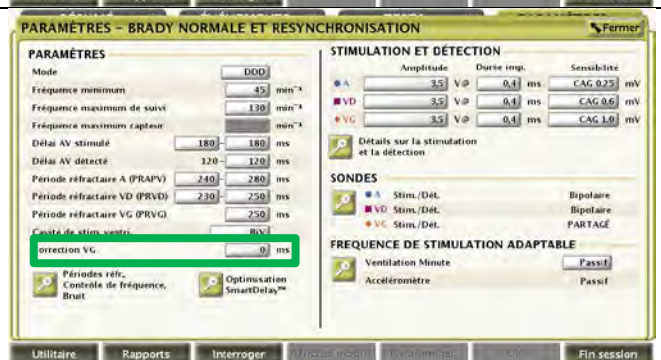 PARAMÈTRES – BRADY NORMALE ET RESYNCHRONISATION
Fermer
PARAMÈTRES
Mode DDD
Fréquence minimum 45 min⁻¹
Fréquence maximum de suivi 130 min⁻¹
Fréquence maximum capteur min⁻¹
Délai AV stimulé 180 - 180 ms
Délai AV détecté 120 - 120 ms
Période réfractaire A (PRAPV) 240 - 280 ms
Période réfractaire VD (PRVD) 230 - 250 ms
Période réfractaire VG (PRVG) 250 ms
Cavité de stim. ventri. BiV
orrection VG 0 ms
Périodes réfr.,
Contrôle de fréquence,
Bruit
Optimisation
SmartDelay™
STIMULATION ET DÉTECTION
Amplitude Durée imp. Sensibilité
A 3,5 V@ 0,4 ms CAG 0.25 mV
VD 3,5 V@ 0,4 ms CAG 0.6 mV
VG 3,5 V@ 0,4 ms CAG 1.0 mV
Détails sur la stimulation
et la détection
SONDES
A Stim./Dét. Bipolaire
VD Stim./Dét. Bipolaire
VG Stim./Dét. PARTAGÉ
FREQUENCE DE STIMULATION ADAPTABLE
Ventilation Minute Passif
Accéléromètre Passif
Utilitaire Rapports Interroger Fin session